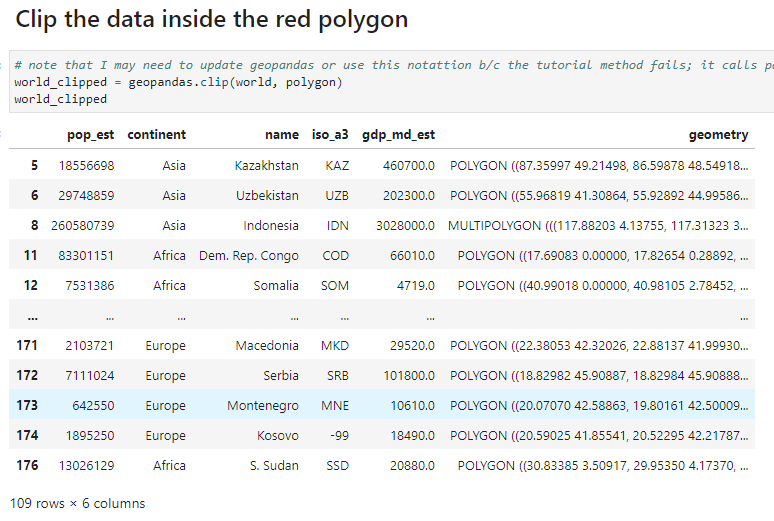 Clip the data inside the red polygon
# note that I may need to update geopandas or use this notattion b/c the tutorial method fails; it calls
world_clipped = geopandas.clip(world, polygon)
world_clipped
pop_est continent name iso_a3 gdp_md_est geometry
5 18556698 Asia Kazakhstan KAZ 460700.0 POLYGON ((87.35997 49.21498, 86.59878 48.54918...
6 29748859 Asia Uzbekistan UZB 202300.0 POLYGON ((55.96819 41.30864, 55.92892 44.99586...
8 260580739 Asia Indonesia IDN 3028000.0 MULTIPOLYGON (((117.88203 4.13755, 117.31323 3...
11 83301151 Africa Dem. Rep. Congo COD 66010.0 POLYGON ((17.69083 0.00000, 17.82654 0.28892, ...
12 7531386 Africa Somalia SOM 4719.0 POLYGON ((40.99018 0.00000, 40.98105 2.78452, ...
... ... ... ... ... ... ...
171 2103721 Europe Macedonia MKD 29520.0 POLYGON ((22.38053 42.32026, 22.88137 41.99930...
172 7111024 Europe Serbia SRB 101800.0 POLYGON ((18.82982 45.90887, 18.82984 45.90888...
173 642550 Europe Montenegro MNE 10610.0 POLYGON ((20.07070 42.58863, 19.80161 42.50009...
174 1895250 Europe Kosovo -99 18490.0 POLYGON ((20.59025 41.85541, 20.52295 42.21787...
176 13026129 Africa S. Sudan SSD 20880.0 POLYGON ((30.83385 3.50917, 29.95350 4.17370, ...
109 rows × 6 columns